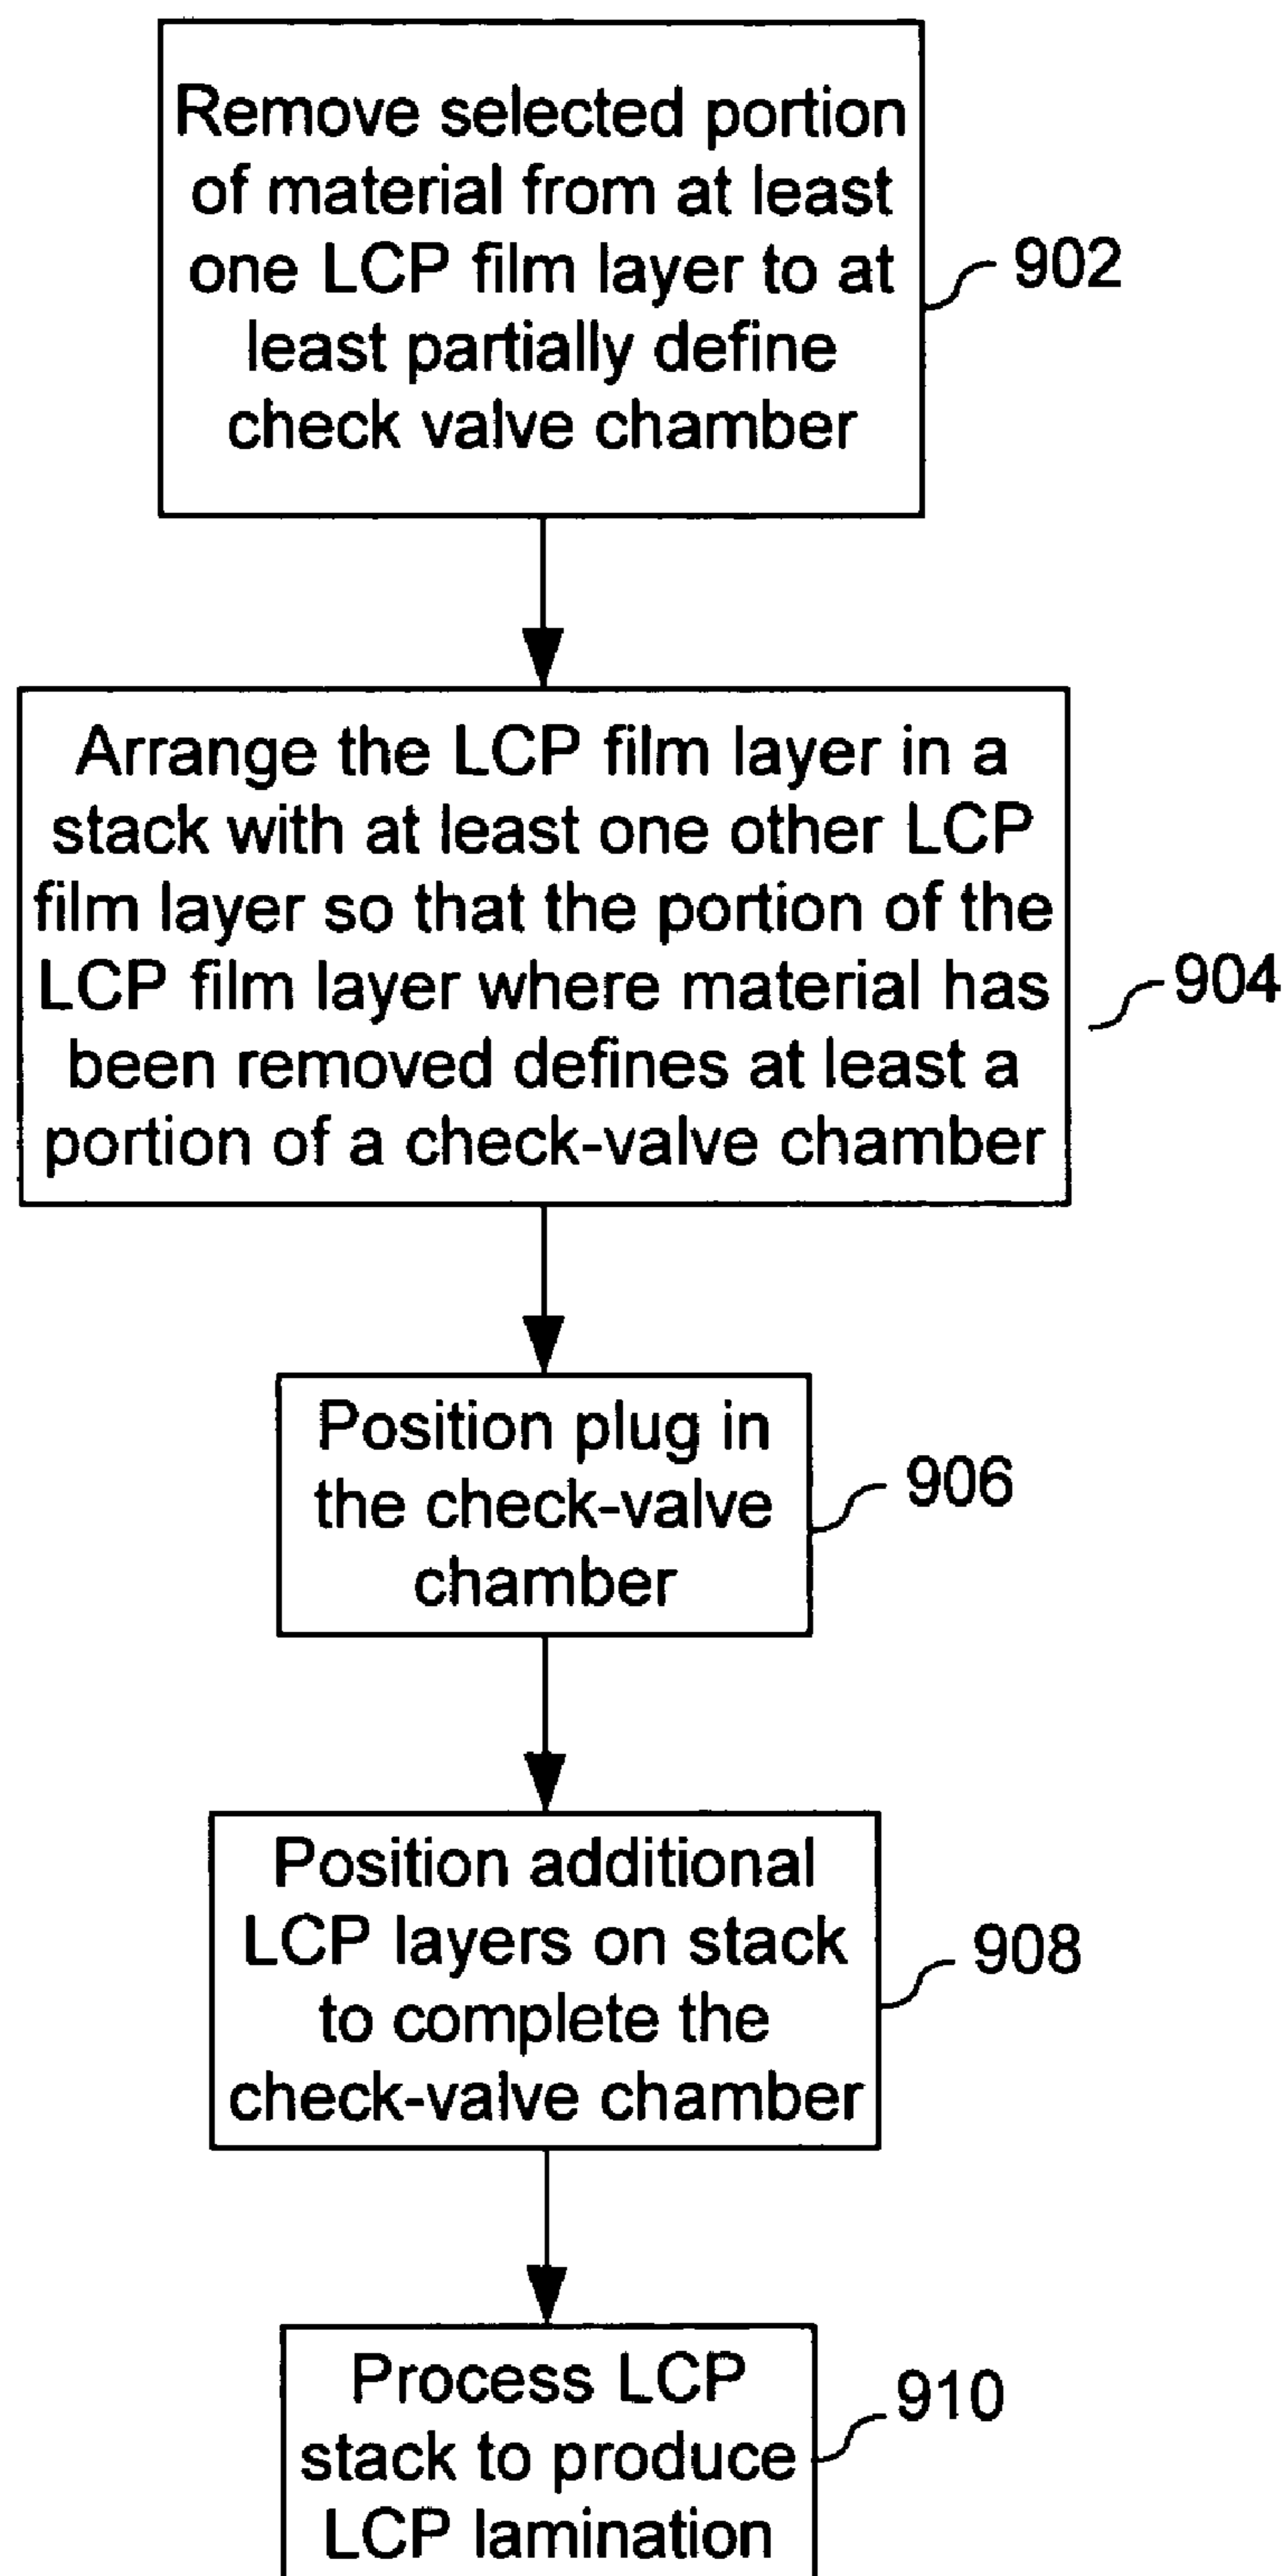 Remove selected portion
of material from at least
one LCP film layer to at
least partially define
check valve chamber
902
Arrange the LCP film layer in a
stack with at least one other LCP
film layer so that the portion of the
LCP film layer where material has
been removed defines at least a
portion of a check-valve chamber
904
Position plug in
the check-valve
chamber
906
Position additional
LCP layers on stack
to complete the
check-valve chamber
908
Process LCP
stack to produce
LCP lamination
910